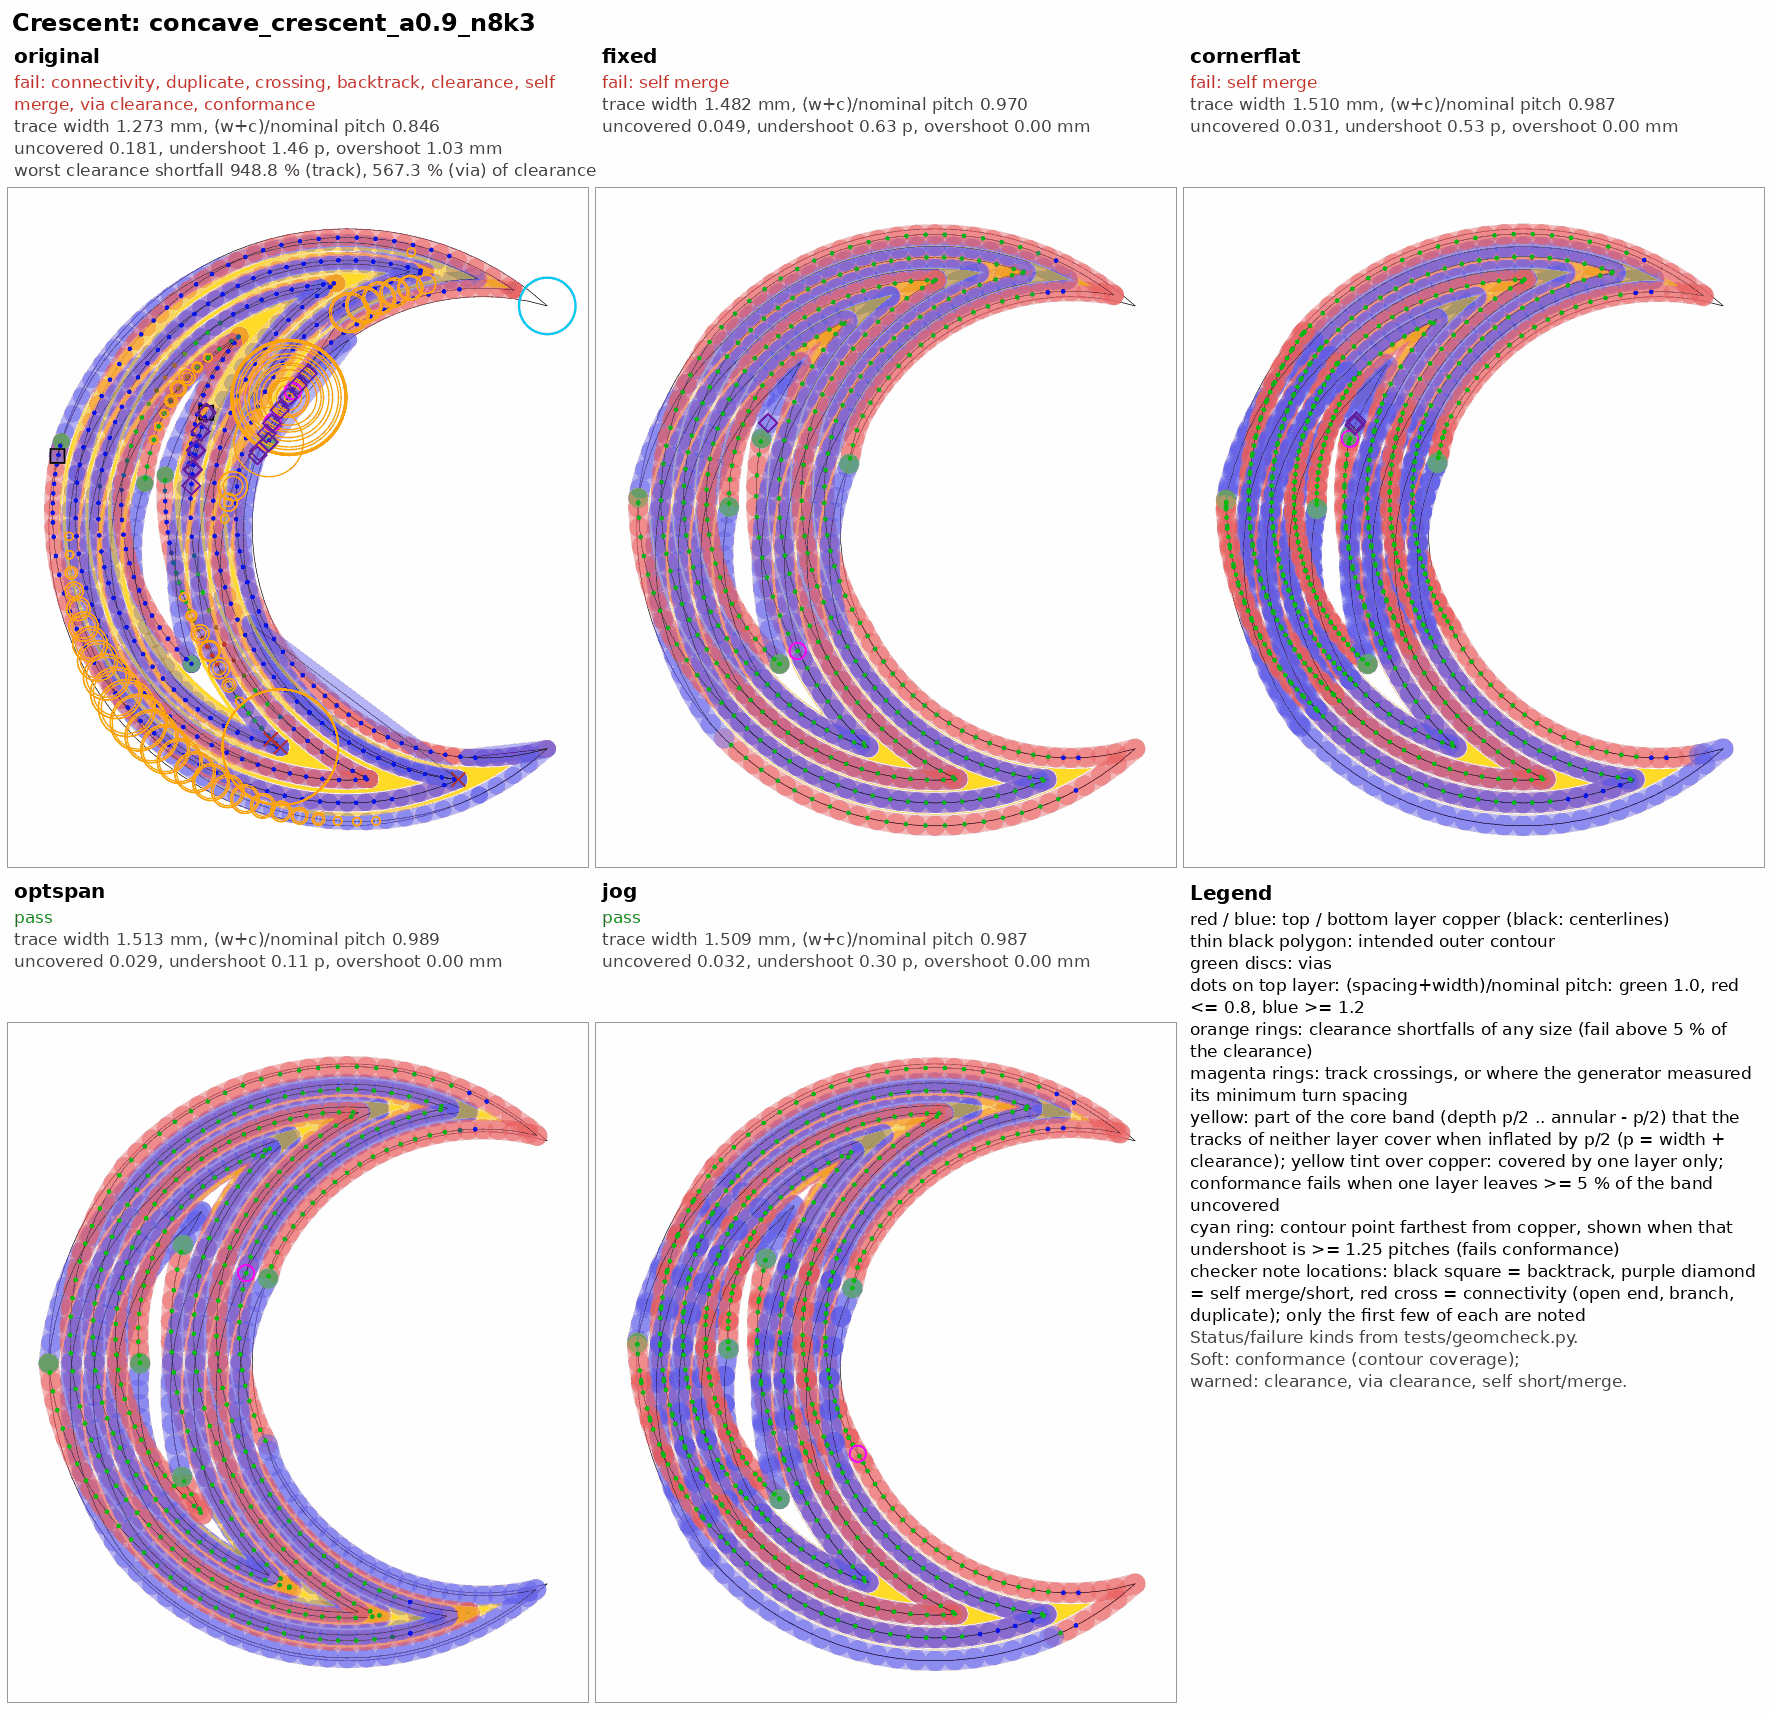 Crescent: concave_crescent_a0.9_n8k3
original
fail: connectivity, duplicate, crossing, backtrack, clearance, self
merge, via clearance, conformance
trace width 1.273 mm, (w+c)/nominal pitch 0.846
uncovered 0.181, undershoot 1.46 p, overshoot 1.03 mm
worst clearance shortfall 948.8 % (track), 567.3 % (via) of clearance
fixed
fail: self merge
trace width 1.482 mm, (w+c)/nominal pitch 0.970
uncovered 0.049, undershoot 0.63 p, overshoot 0.00 mm
cornerflat
fail: self merge
trace width 1.510 mm, (w+c)/nominal pitch 0.987
uncovered 0.031, undershoot 0.53 p, overshoot 0.00 mm
optspan
pass
trace width 1.513 mm, (w+c)/nominal pitch 0.989
uncovered 0.029, undershoot 0.11 p, overshoot 0.00 mm
jog
pass
trace width 1.509 mm, (w+c)/nominal pitch 0.987
uncovered 0.032, undershoot 0.30 p, overshoot 0.00 mm
Legend
red / blue: top / bottom layer copper (black: centerlines)
thin black polygon: intended outer contour
green discs: vias
dots on top layer: (spacing+width)/nominal pitch: green 1.0, red
<= 0.8, blue >= 1.2
orange rings: clearance shortfalls of any size (fail above 5 % of
the clearance)
magenta rings: track crossings, or where the generator measured
its minimum turn spacing
yellow: part of the core band (depth p/2 .. annular - p/2) that the
tracks of neither layer cover when inflated by p/2 (p = width +
clearance); yellow tint over copper: covered by one layer only;
conformance fails when one layer leaves >= 5 % of the band
uncovered
cyan ring: contour point farthest from copper, shown when that
undershoot is >= 1.25 pitches (fails conformance)
checker note locations: black square = backtrack, purple diamond
= self merge/short, red cross = connectivity (open end, branch,
duplicate); only the first few of each are noted
Status/failure kinds from tests/geomcheck.py.
Soft: conformance (contour coverage);
warned: clearance, via clearance, self short/merge.